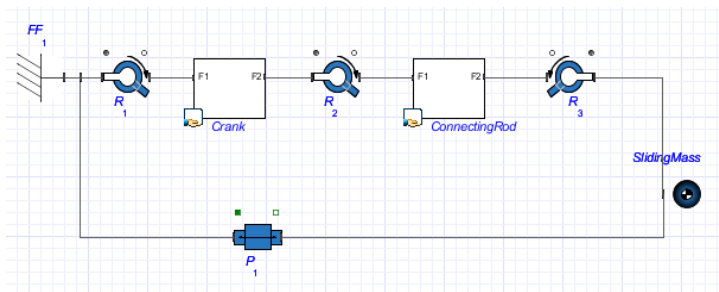 FF
1
F1 F2
F1 F2
R
1
R
2
R
3
Crank
ConnectingRod
SlidingMass
P
1